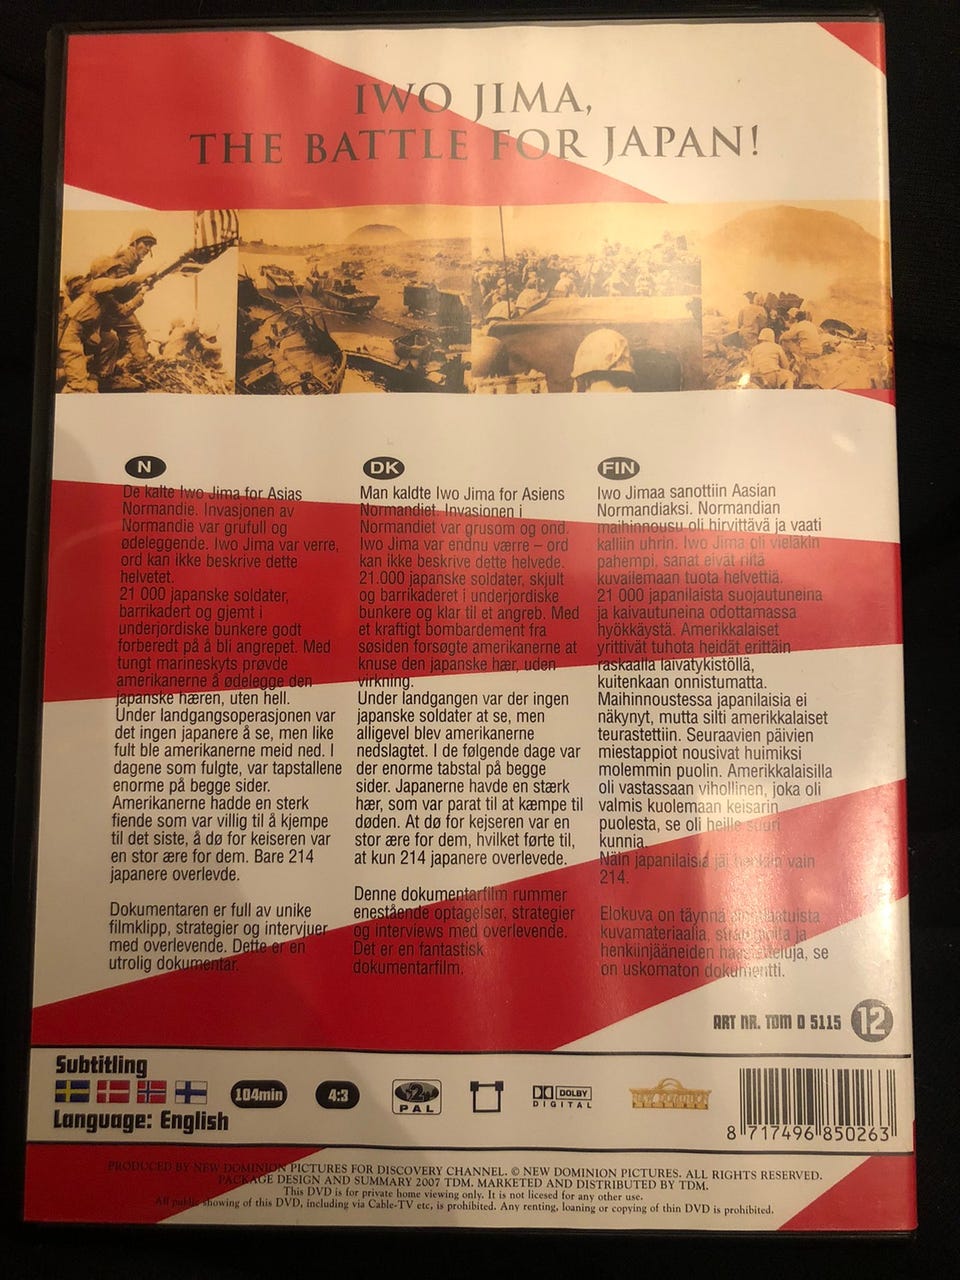 IWO JIMA,
THE BATTLE FOR JAPAN!
N
De kalte Iwo Jima for Asias
Normandie. Invasjonen av
Normandie var grufull og
ødeleggende. Iwo Jima var verre,
ord kan ikke beskrive dette
helvetet.
21 000 japanske soldater,
barrikadert og gjemt i
underjordiske bunkere godt
forberedt på å bli angrepet. Med
tungt marineskyts prøvde
amerikanerne å ødelegge den
japanske hæren, uten hell.
Under landgangsoperasjonen var
det ingen japanere å se, men like
fult ble amerikanerne meid ned. I
dagene som fulgte, var tapstallene
enorme på begge sider.
Amerikanerne hadde en sterk
fiende som var villig til å kjempe
til det siste, å dø for keiseren var
en stor ære for dem. Bare 214
japanere overlevde.
Dokumentaren er full av unike
filmklipp, strategier og intervjuer
med overlevende. Dette er en
utrolig dokumentar.
DK
Man kaldte Iwo Jima for Asiens
Normandiet. Invasionen i
Normandiet var grusom og ond.
Iwo Jima var endnu værre – ord
kan ikke beskrive dette helvede.
21.000 japanske soldater, skjult
og barrikaderet i underjordiske
bunkere og klar til et angreb. Med
et kraftigt bombardement fra
søsiden forsøgte amerikanerne at
knuse den japanske hær, uden
virkning.
Under landgangen var der ingen
japanske soldater at se, men
alligevel blev amerikanerne
nedslagtet. I de følgende dage var
der enorme tabstal på begge
sider. Japanerne havde en stærk
hær, som var parat til at kæmpe til
døden. At dø for kejseren var en
stor ære for dem, hvilket førte til,
at kun 214 japanere overlevede.
Denne dokumentarfilm rummer
enestående optagelser, strategier
og interviews med overlevende.
Det er en fantastisk
dokumentarfilm.
FIN
Iwo Jimaa sanottiin Aasian
Normandiaksi. Normandian
maihinnousu oli hirvittävä ja vaati
kalliin uhrin. Iwo Jima oli vieläkin
pahempi, sanat eivät riitä
kuvailemaan tuota helvettiä.
21 000 japanilaista suojautuneina
ja kaivautuneina odottamassa
hyökkäystä. Amerikkalaiset
yrittivät tuhota heidät erittäin
raskaalla laivatykistöllä,
kuitenkaan onnistumatta.
Maihinnoustessa japanilaisia ei
näkynyt, mutta silti amerikkalaiset
teurastettiin. Seuraavien päivien
miestappiot nousivat huimiksi
molemmin puolin. Amerikkalaisilla
oli vastassaan vihollinen, joka oli
valmis kuolemaan keisarin
puolesta, se oli heille suuri
kunnia.
Näin japanilaisia jäi henkiin vain
214.
Elokuva on täynnä
kuvamateriaalia, ja
henkiinjääneiden se
on uskomaton dokumentti.
ART NR. TDM D 5115
12
Subtitling
104min
4:3
2
PAL
DOLBY
DIGITAL
NEW DOMINION
Language: English
8 717496 850263
PRODUCED BY NEW DOMINION PICTURES FOR DISCOVERY CHANNEL. © NEW DOMINION PICTURES. ALL RIGHTS RESERVED.
PACKAGE DESIGN AND SUMMARY 2007 TDM. MARKETED AND DISTRIBUTED BY TDM.
This DVD is for private home viewing only. It is not licesed for any other use.
All public showing of this DVD, including via Cable-TV etc, is prohibited. Any renting, loaning or copying of thin DVD is prohibited.